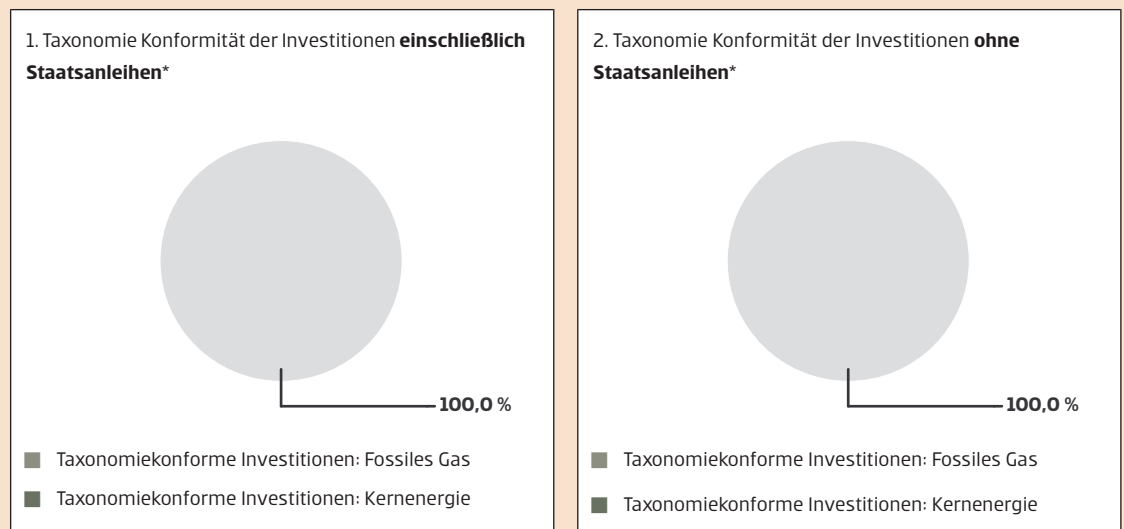 1. Taxonomie Konformität der Investitionen einschließlich
Staatsanleihen*
100,0 %
Taxonomiekonforme Investitionen: Fossiles Gas
Taxonomiekonforme Investitionen: Kernenergie
2. Taxonomie Konformität der Investitionen ohne
Staatsanleihen*
100,0 %
Taxonomiekonforme Investitionen: Fossiles Gas
Taxonomiekonforme Investitionen: Kernenergie